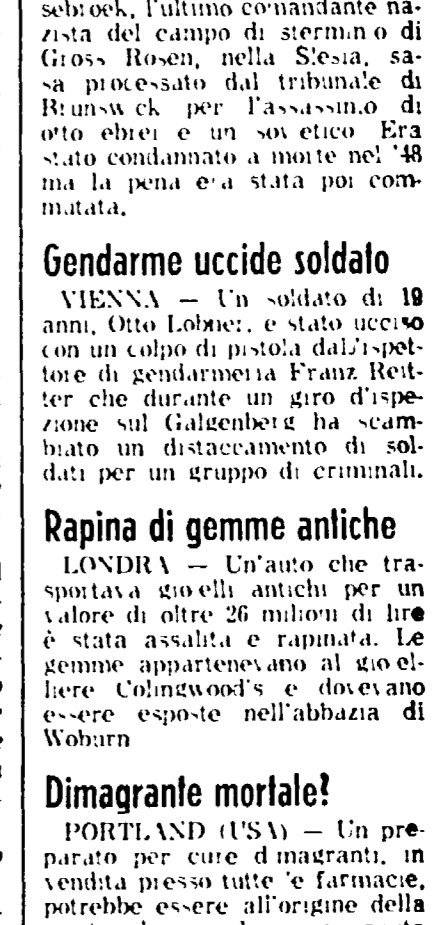 sebroek, l'ultimo comandante na-
zista del campo di sterminio di
Gross Rosen, nella Slesia, sa-
sa processato dal tribunale di
Brunswick per l'assassinio di
otto ebrei e un sovietico Era
stato condannato a morte nel '48
ma la pena era stata poi com-
mutata.
Gendarme uccide soldato
VIENNA — Un soldato di 19
anni, Otto Lobner, e stato ucciso
con un colpo di pistola dall'ispet-
tore di gendarmeria Franz Reit-
ter che durante un giro d'ispe-
zione sul Galgenberg ha scam-
biato un distaccamento di sol-
dati per un gruppo di criminali.
Rapina di gemme antiche
LONDRA — Un'auto che tra-
sportava gioielli antichi per un
valore di oltre 26 milioni di lire
è stata assalita e rapinata. Le
gemme appartenevano al gioiel-
liere Colingwood's e dovevano
essere esposte nell'abbazia di
Woburn
Dimagrante mortale?
PORTLAND (USA) — Un pre-
parato per cure dimagranti, in
vendita presso tutte le farmacie,
potrebbe essere all'origine della